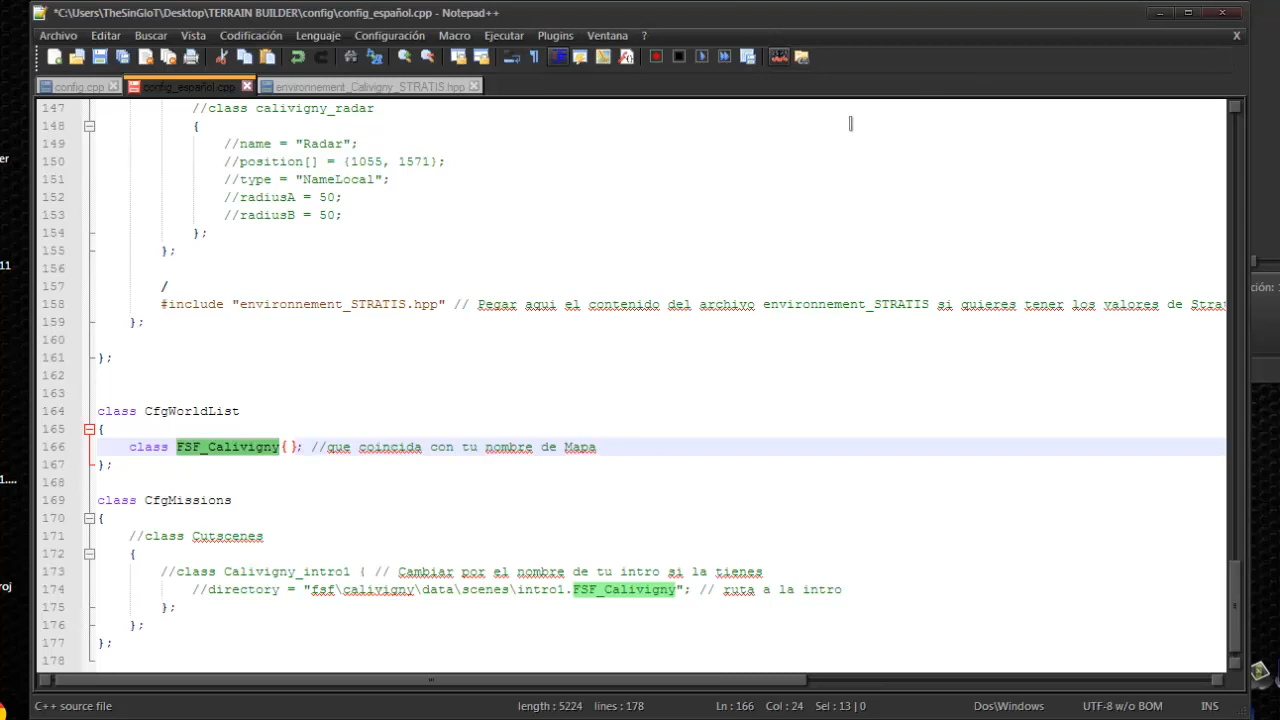 *C:\Users\TheSinGIoT\Desktop\TERRAIN BUILDER\config\config_español.cpp - Notepad++
Archivo Editar Buscar Vista Codificación Lenguaje Configuración Macro Ejecutar Plugins Ventana ? X
config.cpp config_español.cpp environnement_Calivigny_STRATIS.hpp
147 //class calivigny_radar
148 {
149 //name = "Radar";
150 //position[] = {1055, 1571};
151 //type = "NameLocal";
152 //radiusA = 50;
153 //radiusB = 50;
154 };
155 };
156
157 /
158 #include "environnement_STRATIS.hpp" // Pegar aqui el contenido del archivo environnement_STRATIS si quieres tener los valores de Stra
159 };
160
161 };
162
163
164 class CfgWorldList
165 {
166 class FSF_Calivigny{ }; //que coincida con tu nombre de Mapa
167 };
168
169 class CfgMissions
170 {
171 //class Cutscenes
172 {
173 //class Calivigny_intro1 { // Cambiar por el nombre de tu intro si la tienes
174 //directory = "fsf\calivigny\data\scenes\intro1.FSF_Calivigny"; // ruta a la intro
175 };
176 };
177 };
178
C++ source file length : 5224 lines : 178 Ln : 166 Col : 24 Sel : 13 | 0 Dos\Windows UTF-8 w/o BOM INS
er
11
1....
roj
ción: 1